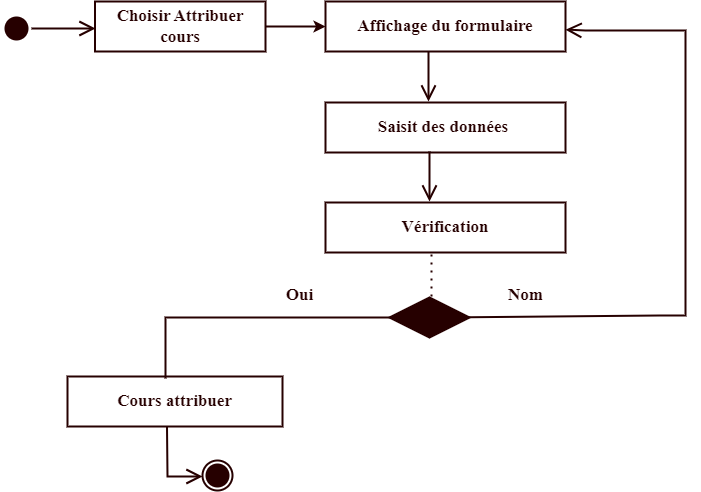 Choisir Attribuer
cours
Affichage du formulaire
Saisit des données
Vérification
Oui
Nom
Cours attribuer